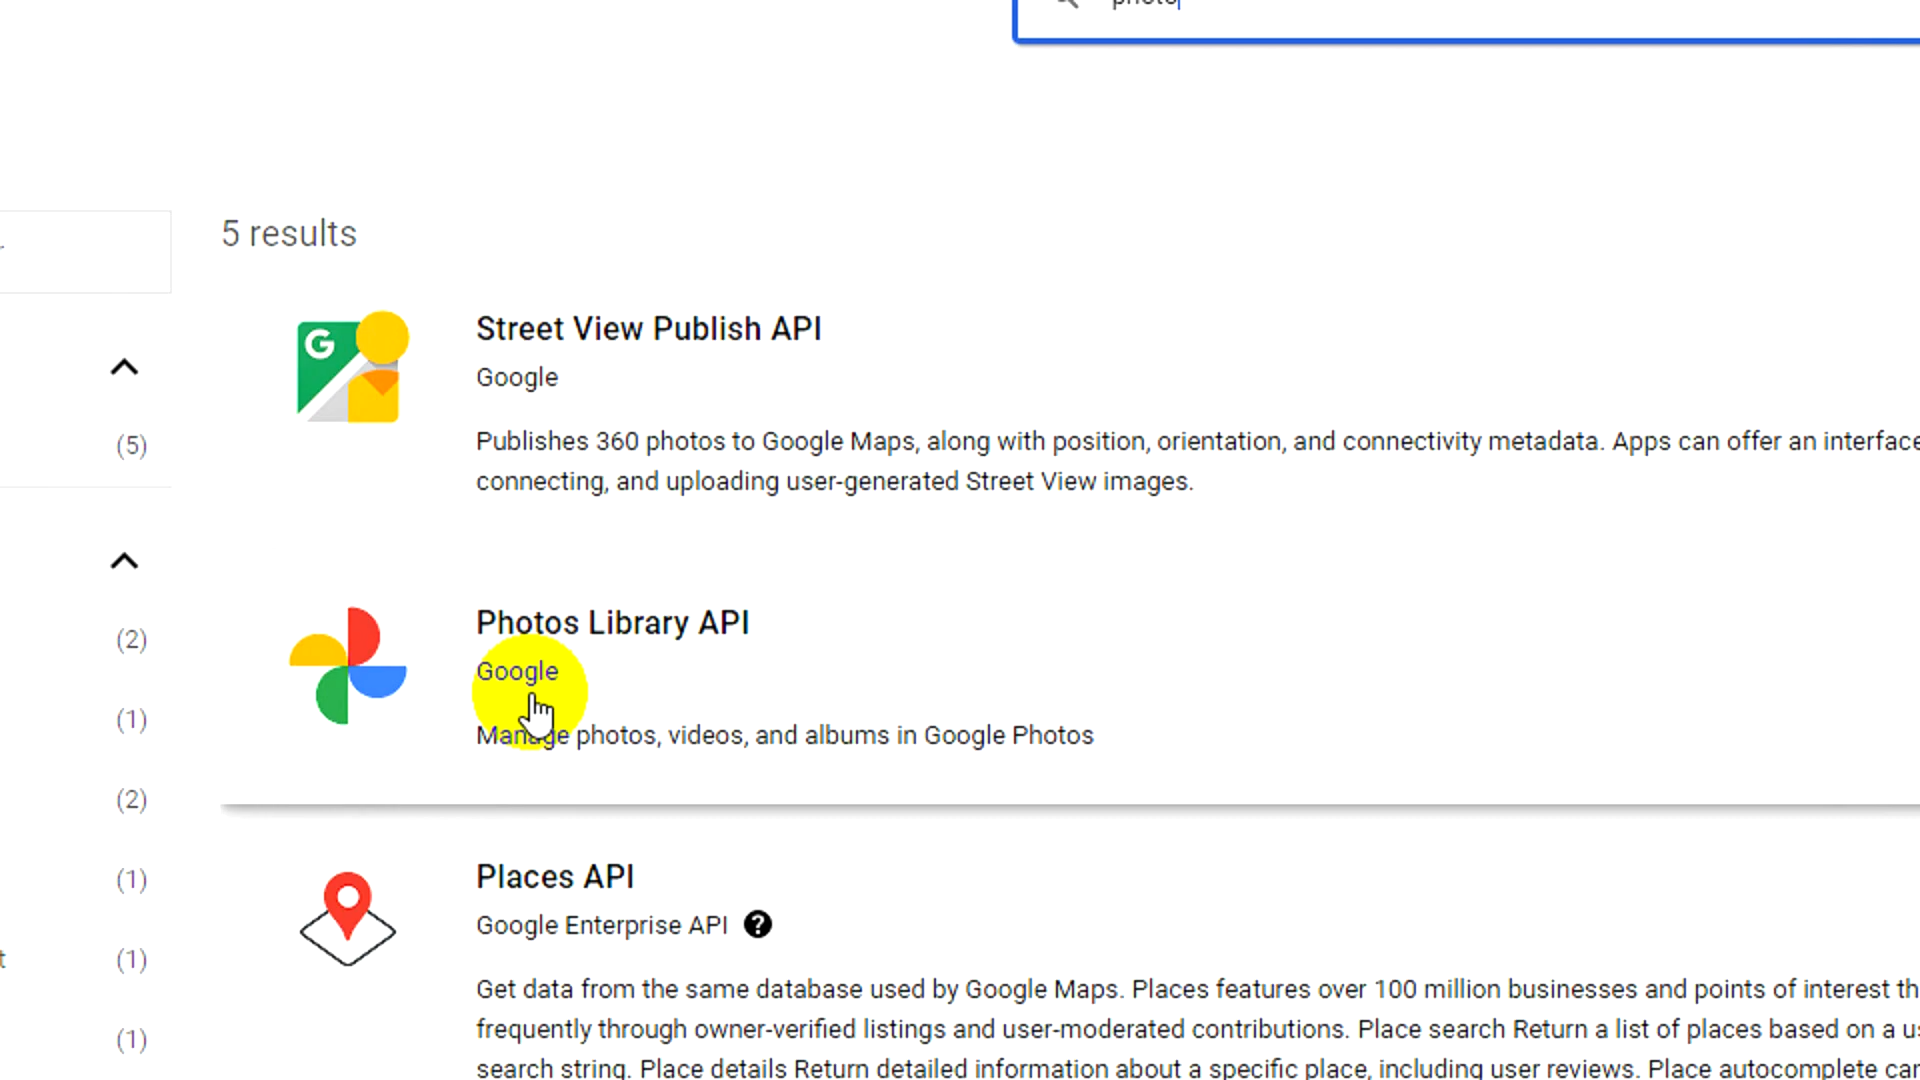 photo
5 results
G
Street View Publish API
Google
(5)
Publishes 360 photos to Google Maps, along with position, orientation, and connectivity metadata. Apps can offer an interface
connecting, and uploading user-generated Street View images.
Photos Library API
(2)
Google
(1)
Manage photos, videos, and albums in Google Photos
(2)
Places API
(1)
Google Enterprise API ?
t
(1)
Get data from the same database used by Google Maps. Places features over 100 million businesses and points of interest th
frequently through owner-verified listings and user-moderated contributions. Place search Return a list of places based on a us
(1)
search string. Place details Return detailed information about a specific place, including user reviews. Place autocomplete can